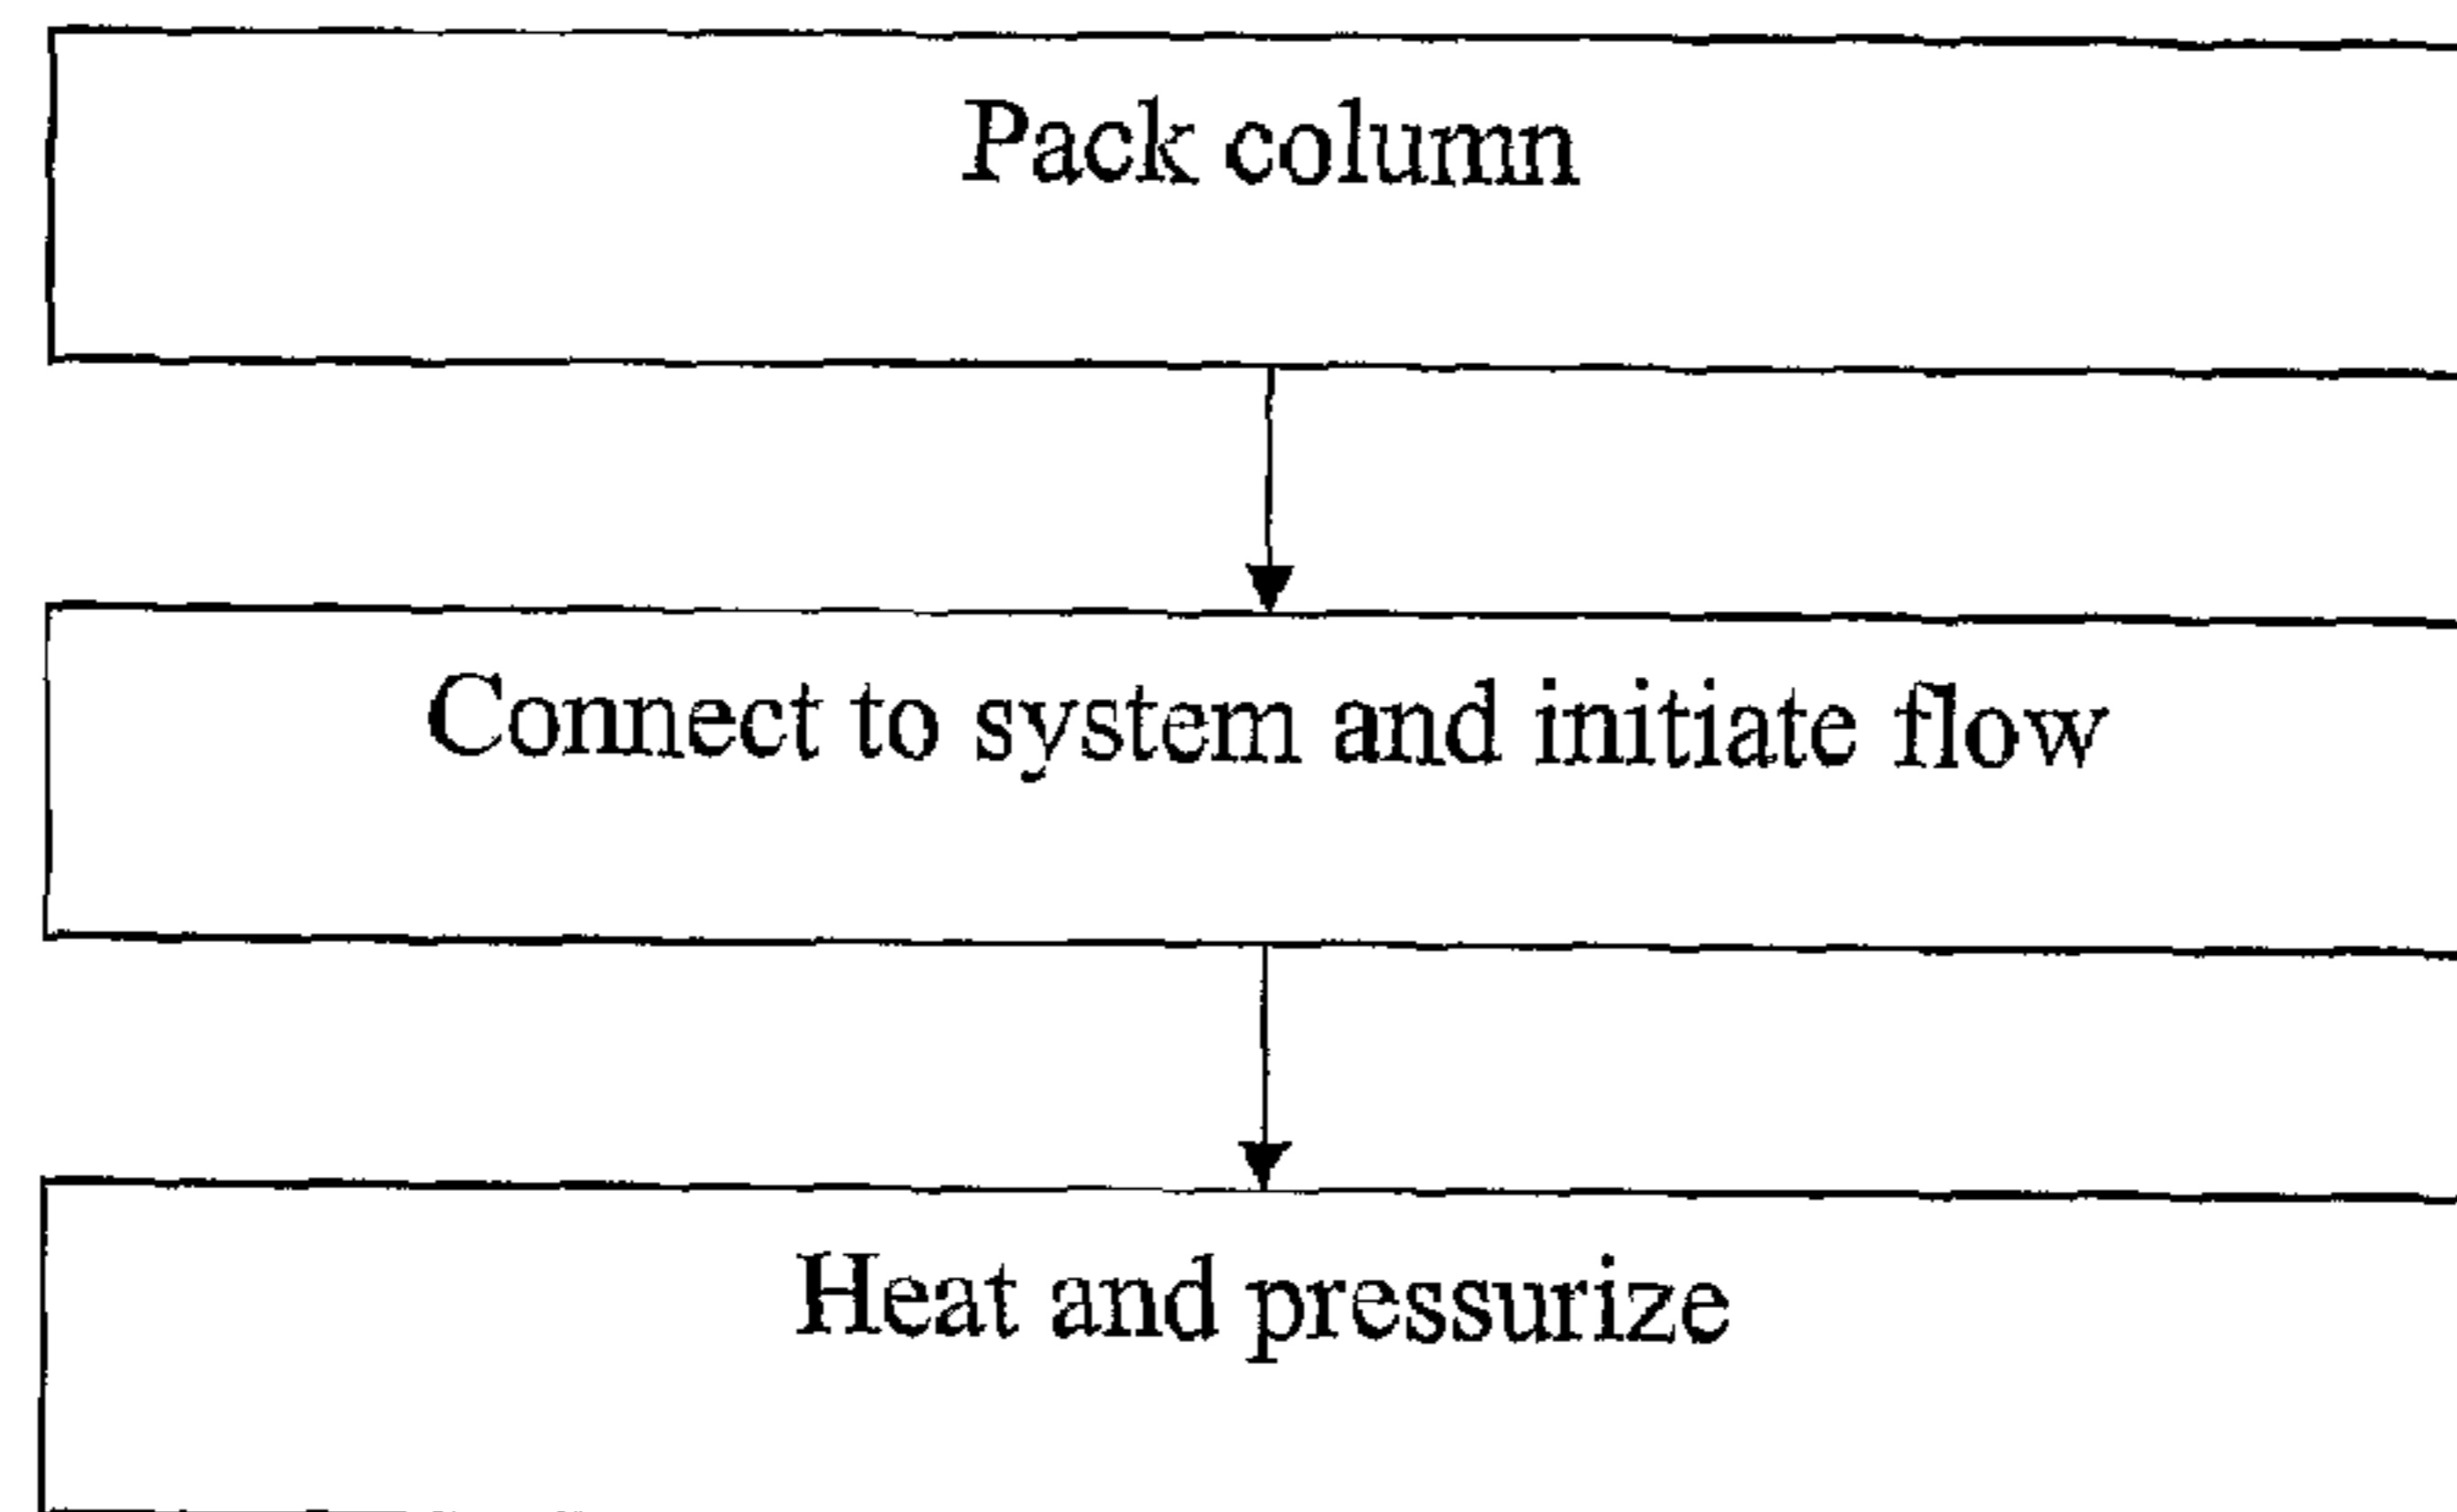 Pack column
Connect to system and initiate flow
Heat and pressurize